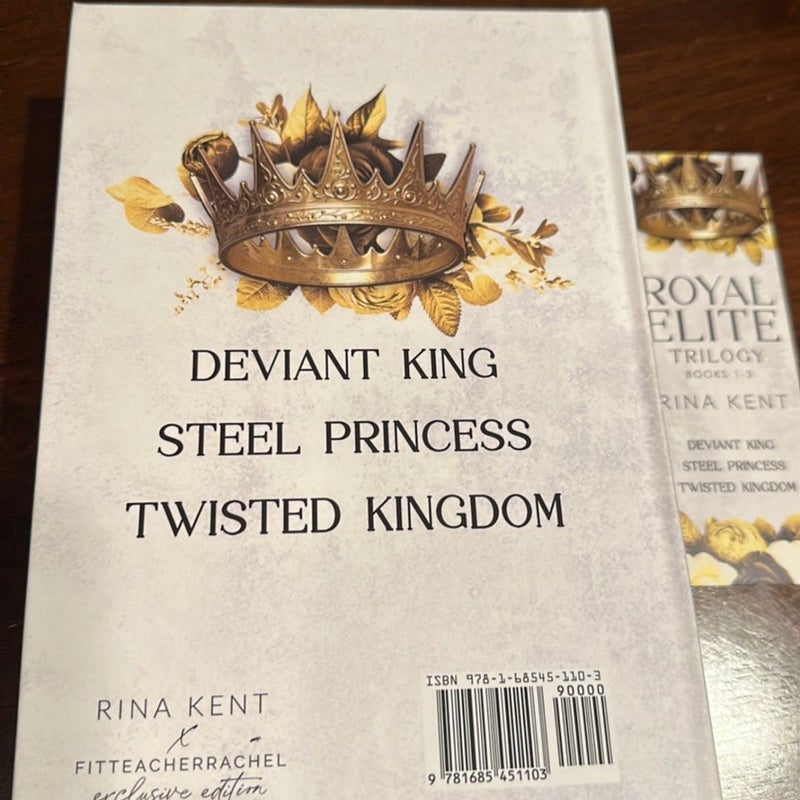 DEVIANT KING
STEEL PRINCESS
TWISTED KINGDOM
RINA KENT
X
FITTEACHERRACHEL
exclusive edition
ISBN 978-1-68545-110-3
90000
9 781685 451103
ROYAL
ELITE
TRILOGY
BOOKS 1-3
RINA KENT
DEVIANT KING
STEEL PRINCESS
TWISTED KINGDOM